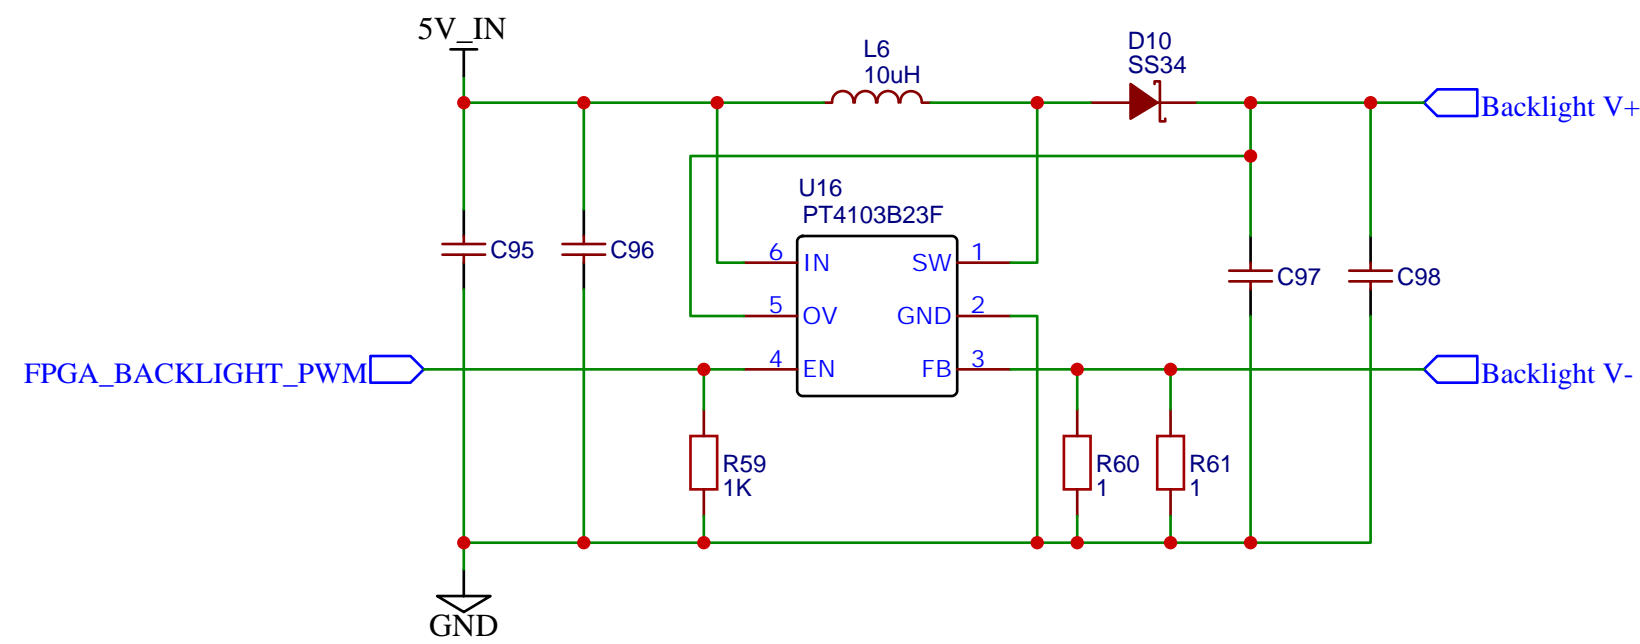 5V_IN
L6
10uH
D10
SS34
Backlight V+
U16
PT4103B23F
C95
C96
6
IN
SW
1
C97
C98
5
OV
GND
2
FPGA_BACKLIGHT_PWM
4
EN
FB
3
Backlight V-
R59
1K
R60
1
R61
1
GND